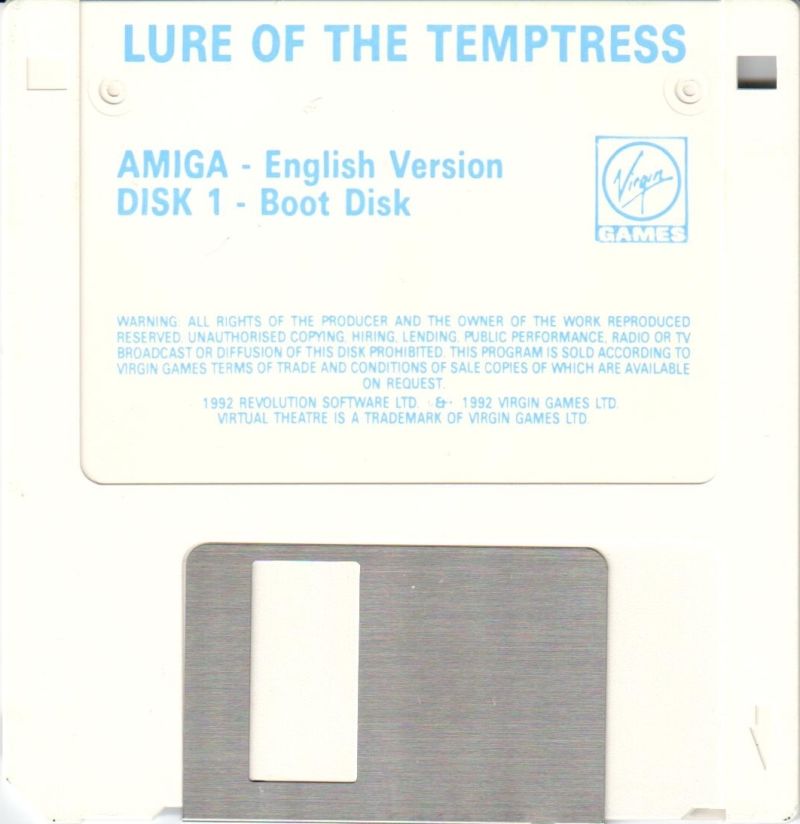 LURE OF THE TEMPTRESS
AMIGA - English Version
DISK 1 - Boot Disk
Virgin
GAMES
WARNING: ALL RIGHTS OF THE PRODUCER AND THE OWNER OF THE WORK REPRODUCED
RESERVED. UNAUTHORISED COPYING, HIRING, LENDING, PUBLIC PERFORMANCE, RADIO OR TV
BROADCAST OR DIFFUSION OF THIS DISK PROHIBITED. THIS PROGRAM IS SOLD ACCORDING TO
VIRGIN GAMES TERMS OF TRADE AND CONDITIONS OF SALE COPIES OF WHICH ARE AVAILABLE
ON REQUEST.
1992 REVOLUTION SOFTWARE LTD. & 1992 VIRGIN GAMES LTD.
VIRTUAL THEATRE IS A TRADEMARK OF VIRGIN GAMES LTD.